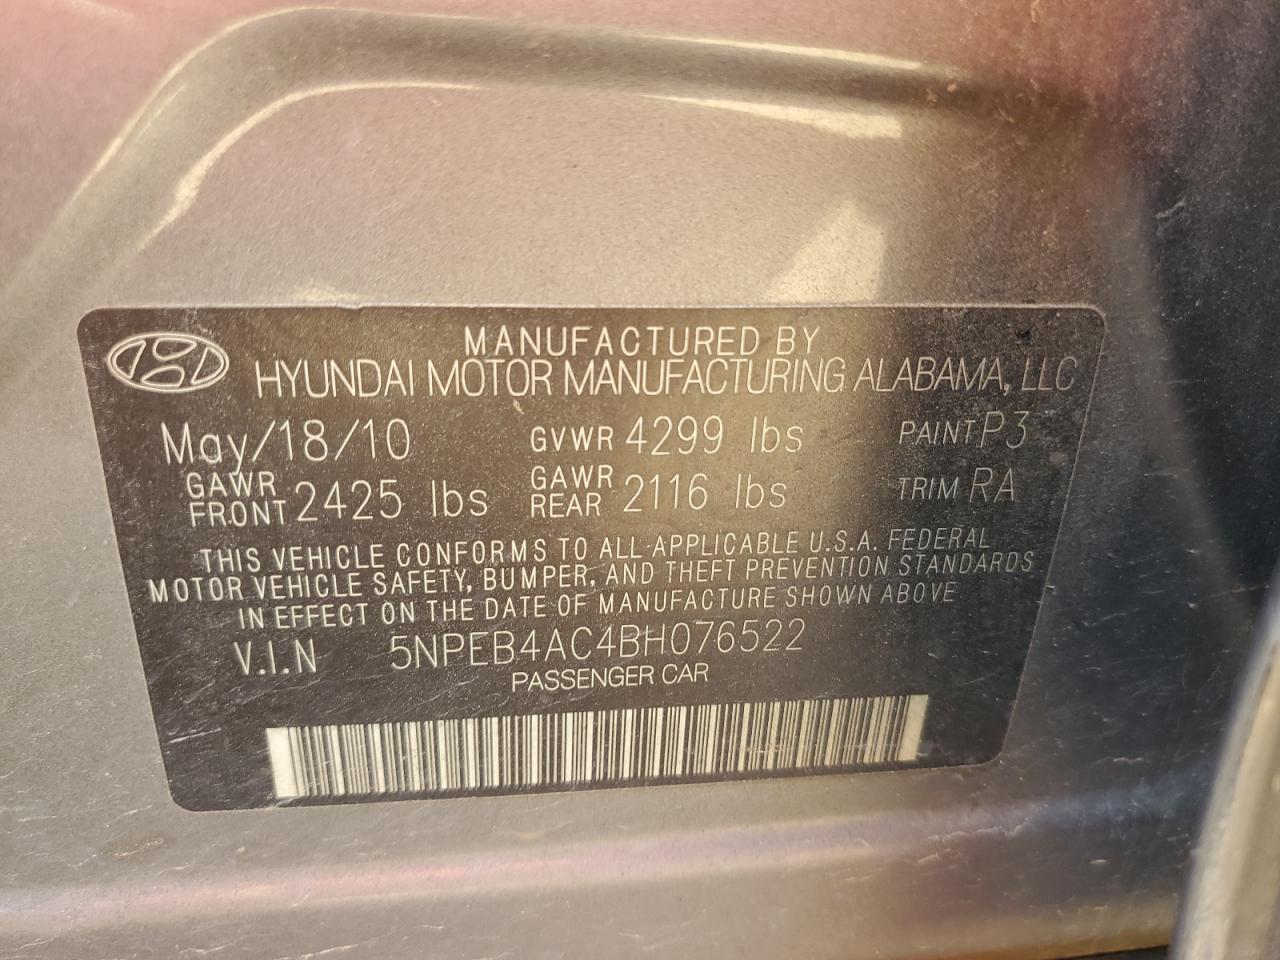 MANUFACTURED BY
HYUNDAI MOTOR MANUFACTURING ALABAMA, LLC
May/18/10 GVWR 4299 lbs PAINT P3
GAWR FRONT 2425 lbs GAWR REAR 2116 lbs TRIM RA
THIS VEHICLE CONFORMS TO ALL APPLICABLE U.S.A. FEDERAL
MOTOR VEHICLE SAFETY, BUMPER, AND THEFT PREVENTION STANDARDS
IN EFFECT ON THE DATE OF MANUFACTURE SHOWN ABOVE
V.I.N 5NPEB4AC4BH076522
PASSENGER CAR